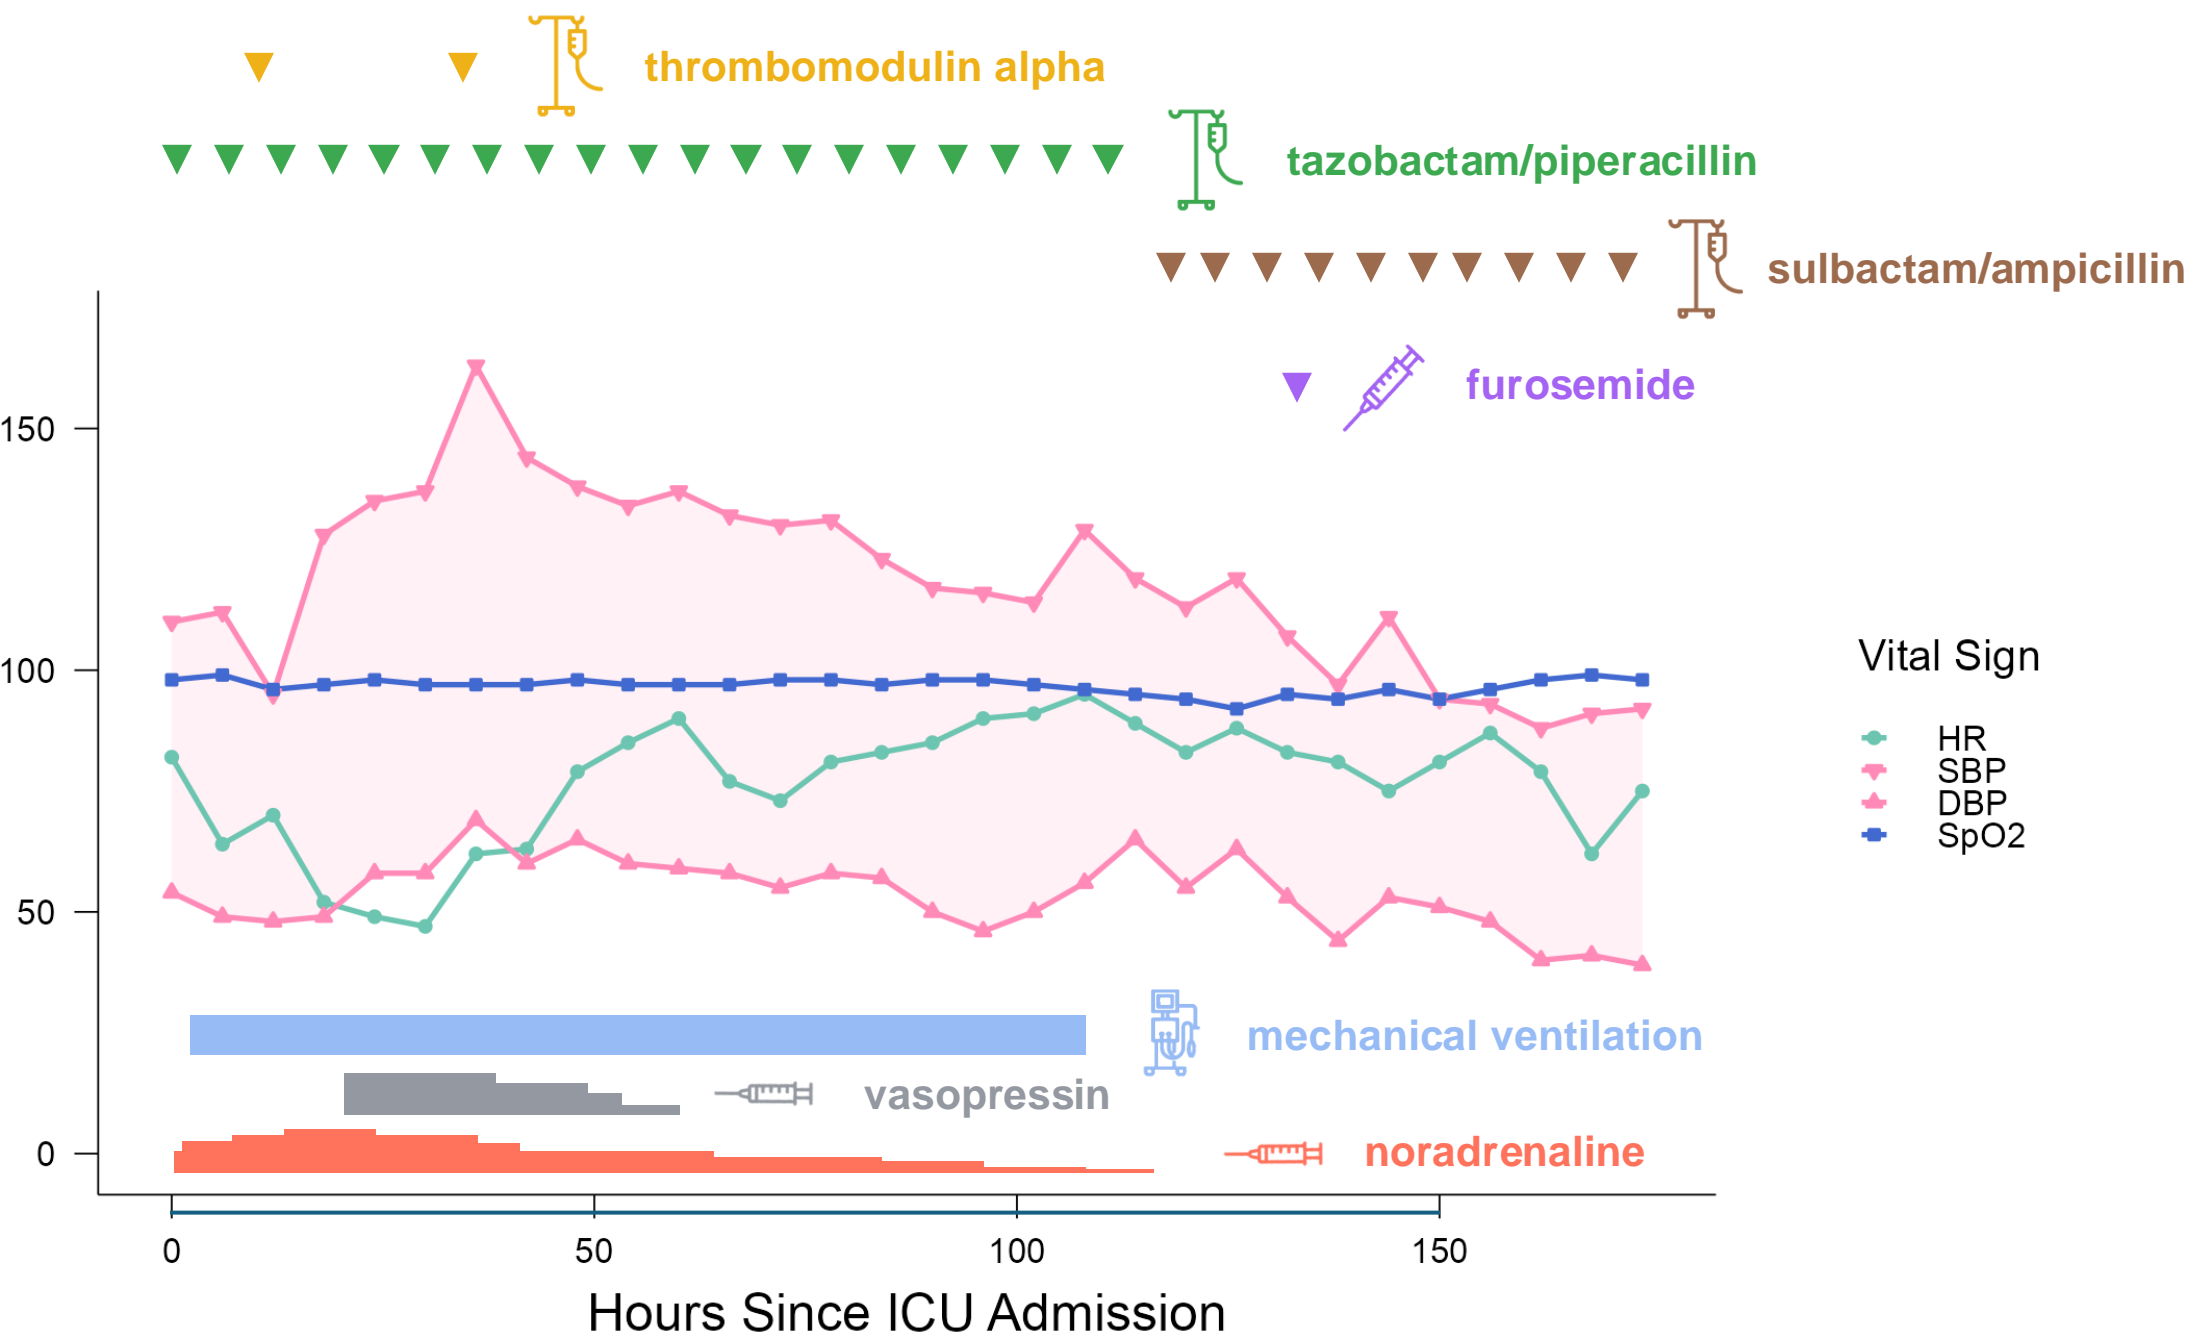 thrombomodulin alpha
tazobactam/piperacillin
sulbactam/ampicillin
furosemide
150
100
50
0
Vital Sign
HR
SBP
DBP
SpO2
mechanical ventilation
vasopressin
noradrenaline
0 50 100 150
Hours Since ICU Admission